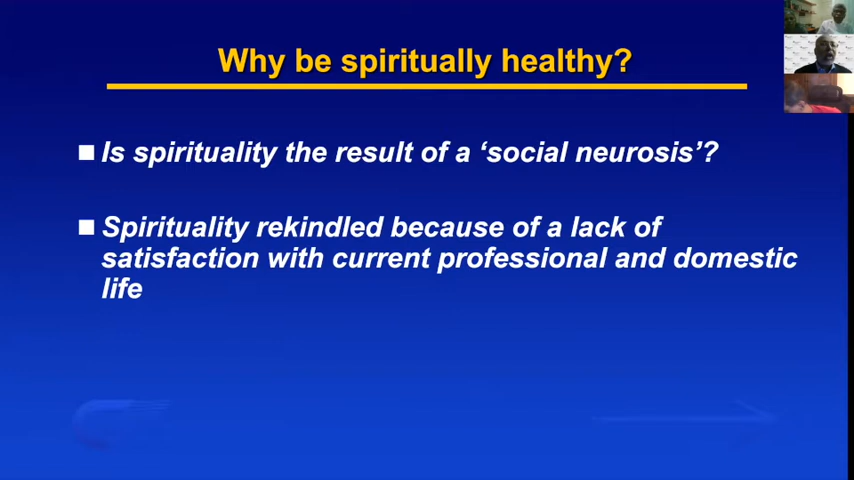 Why be spiritually healthy?
Is spirituality the result of a ‘social neurosis’?
Spirituality rekindled because of a lack of
satisfaction with current professional and domestic
life